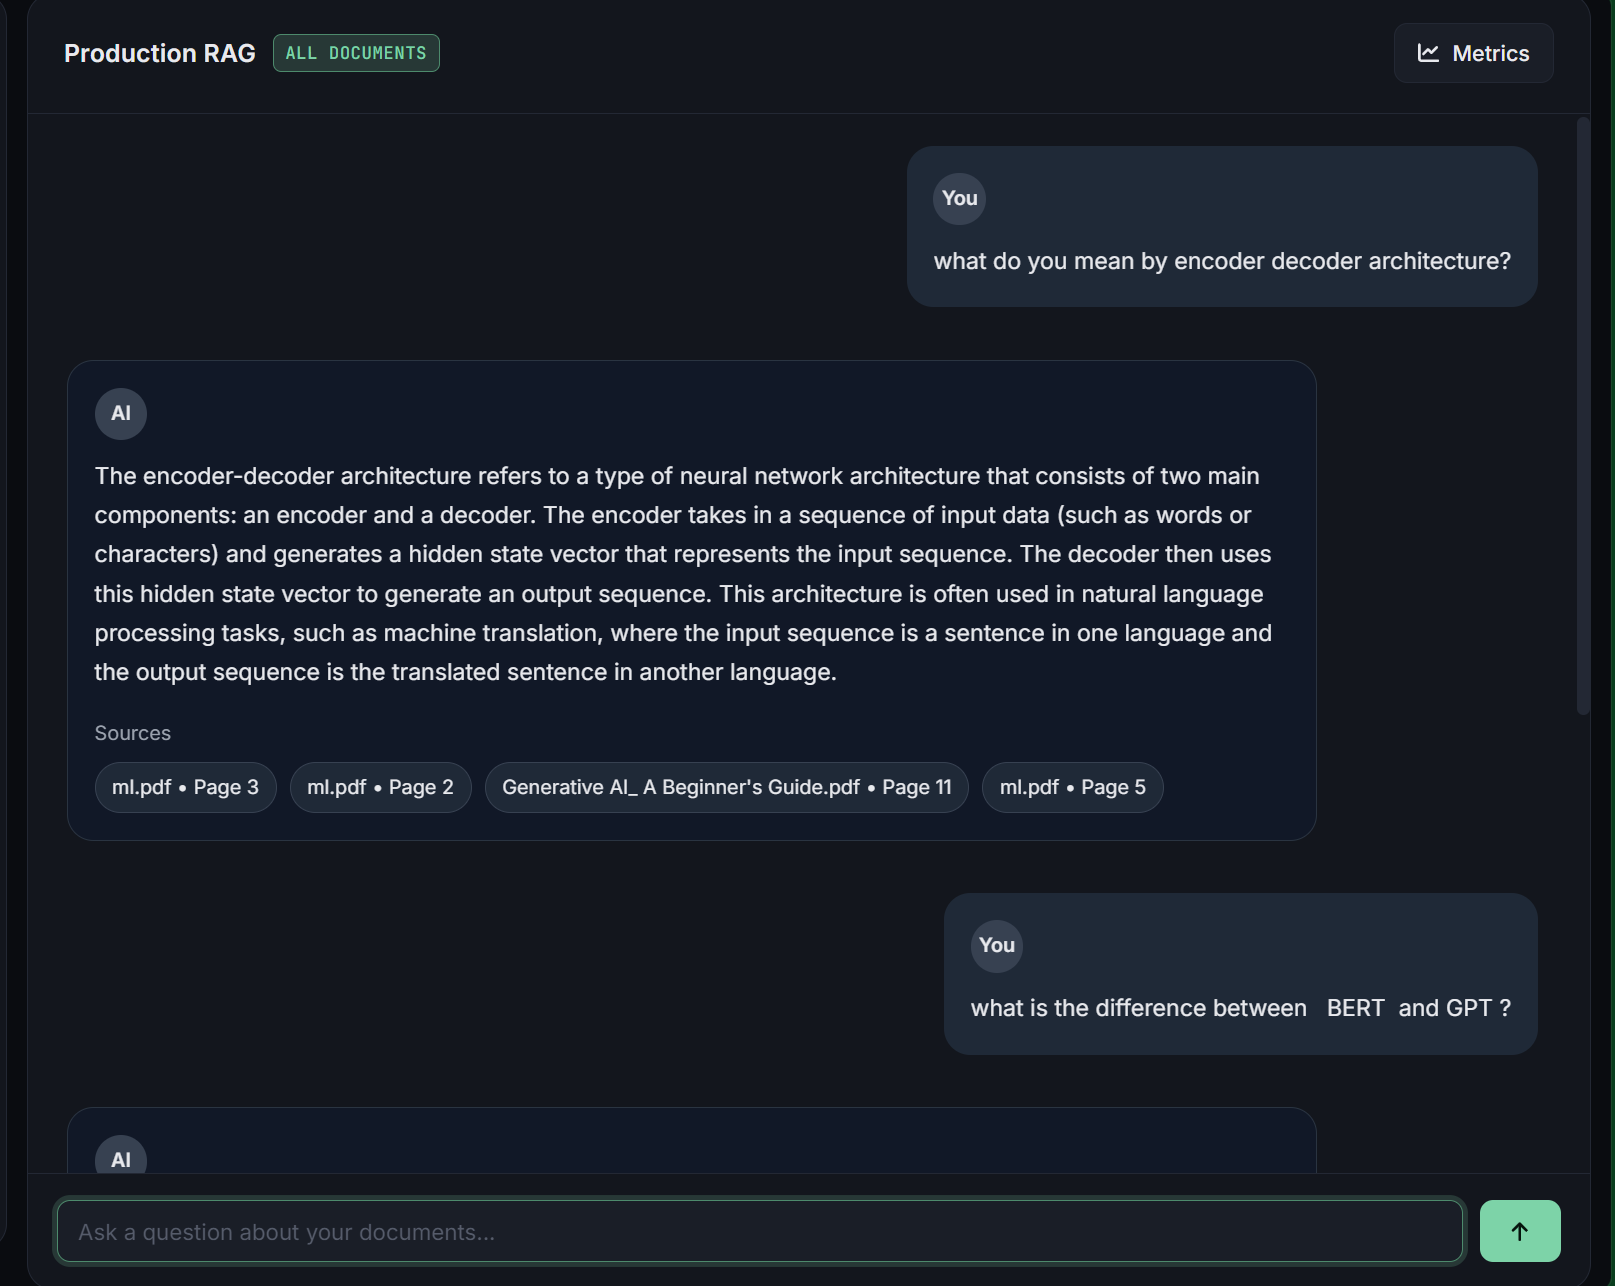 Production RAG
ALL DOCUMENTS
Metrics
You
what do you mean by encoder decoder architecture?
AI
The encoder-decoder architecture refers to a type of neural network architecture that consists of two main
components: an encoder and a decoder. The encoder takes in a sequence of input data (such as words or
characters) and generates a hidden state vector that represents the input sequence. The decoder then uses
this hidden state vector to generate an output sequence. This architecture is often used in natural language
processing tasks, such as machine translation, where the input sequence is a sentence in one language and
the output sequence is the translated sentence in another language.
Sources
ml.pdf • Page 3
ml.pdf • Page 2
Generative AI_ A Beginner's Guide.pdf • Page 11
ml.pdf • Page 5
You
what is the difference between BERT and GPT ?
AI
Ask a question about your documents...